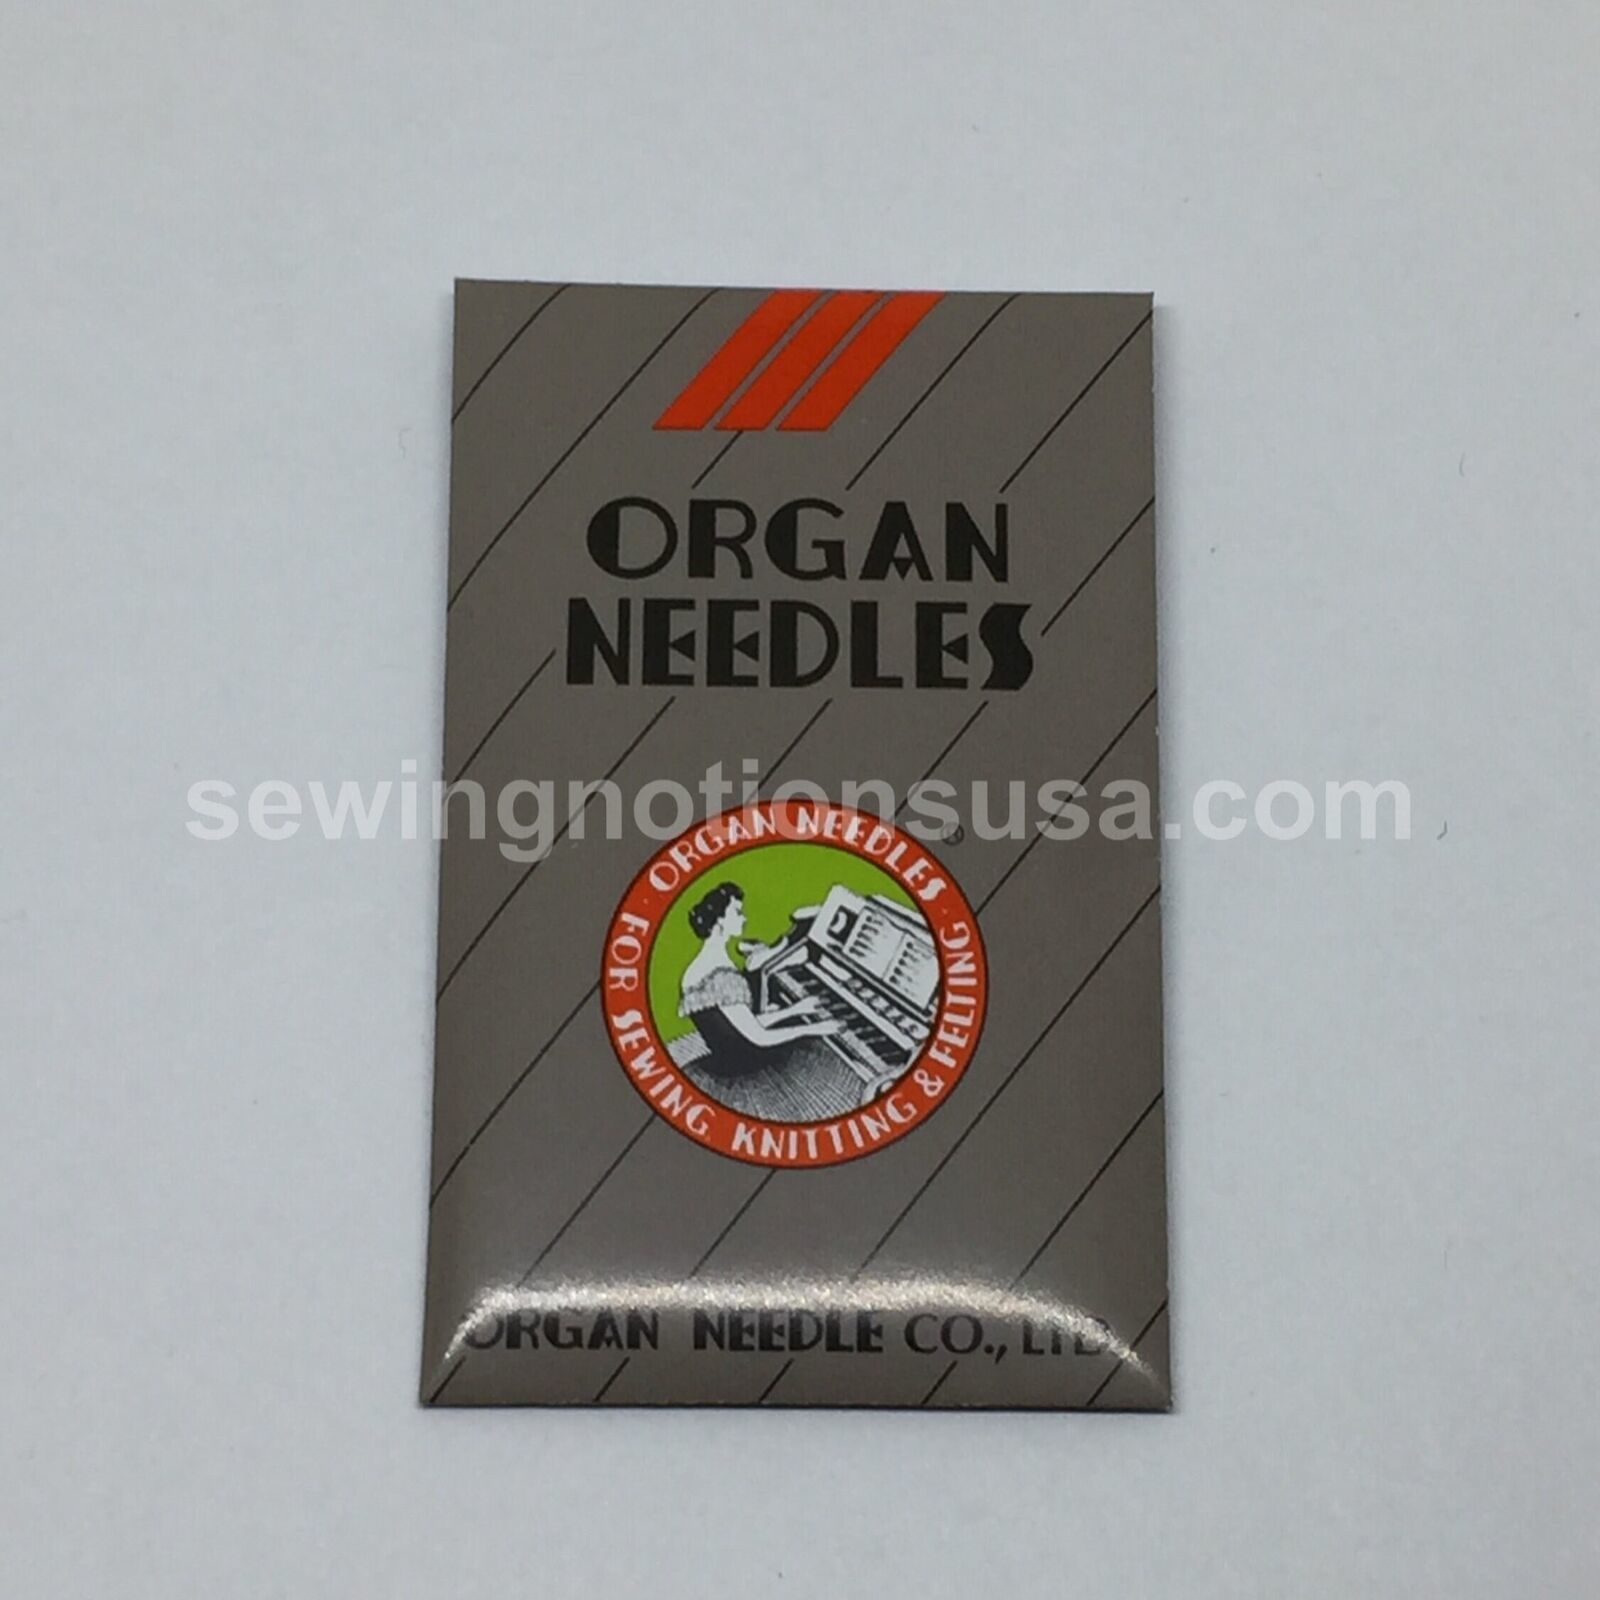 ORGAN
NEEDLES
sewingnotionsusa.com
®
· ORGAN NEEDLES ·
FOR SEWING, KNITTING & FELTING
ORGAN NEEDLE CO., LTD.